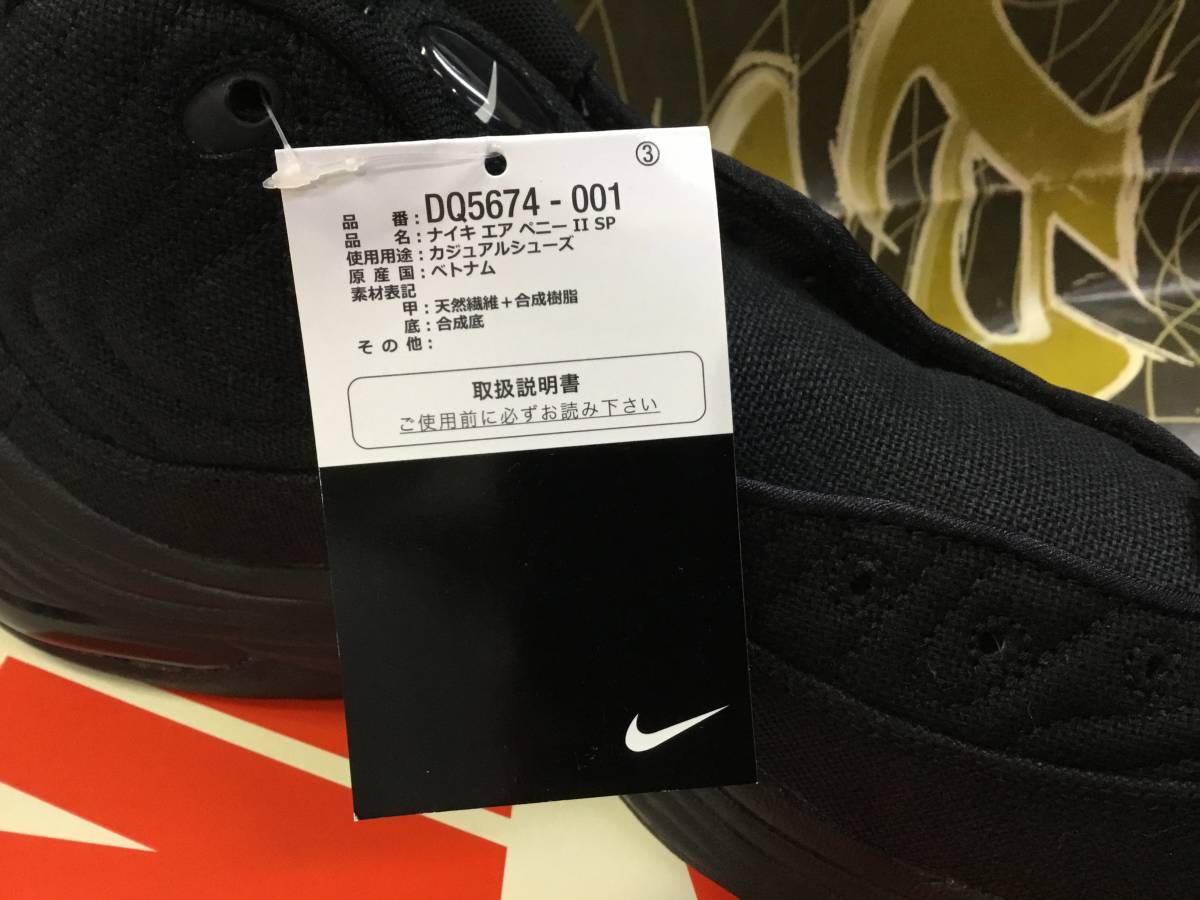 ③
品 番：DQ5674-001
品 名：ナイキ エア ペニー II SP
使用用途：カジュアルシューズ
原 産 国：ベトナム
素材表記
甲：天然繊維＋合成樹脂
底：合成底
そ の 他：
取扱説明書
ご使用前に必ずお読み下さい